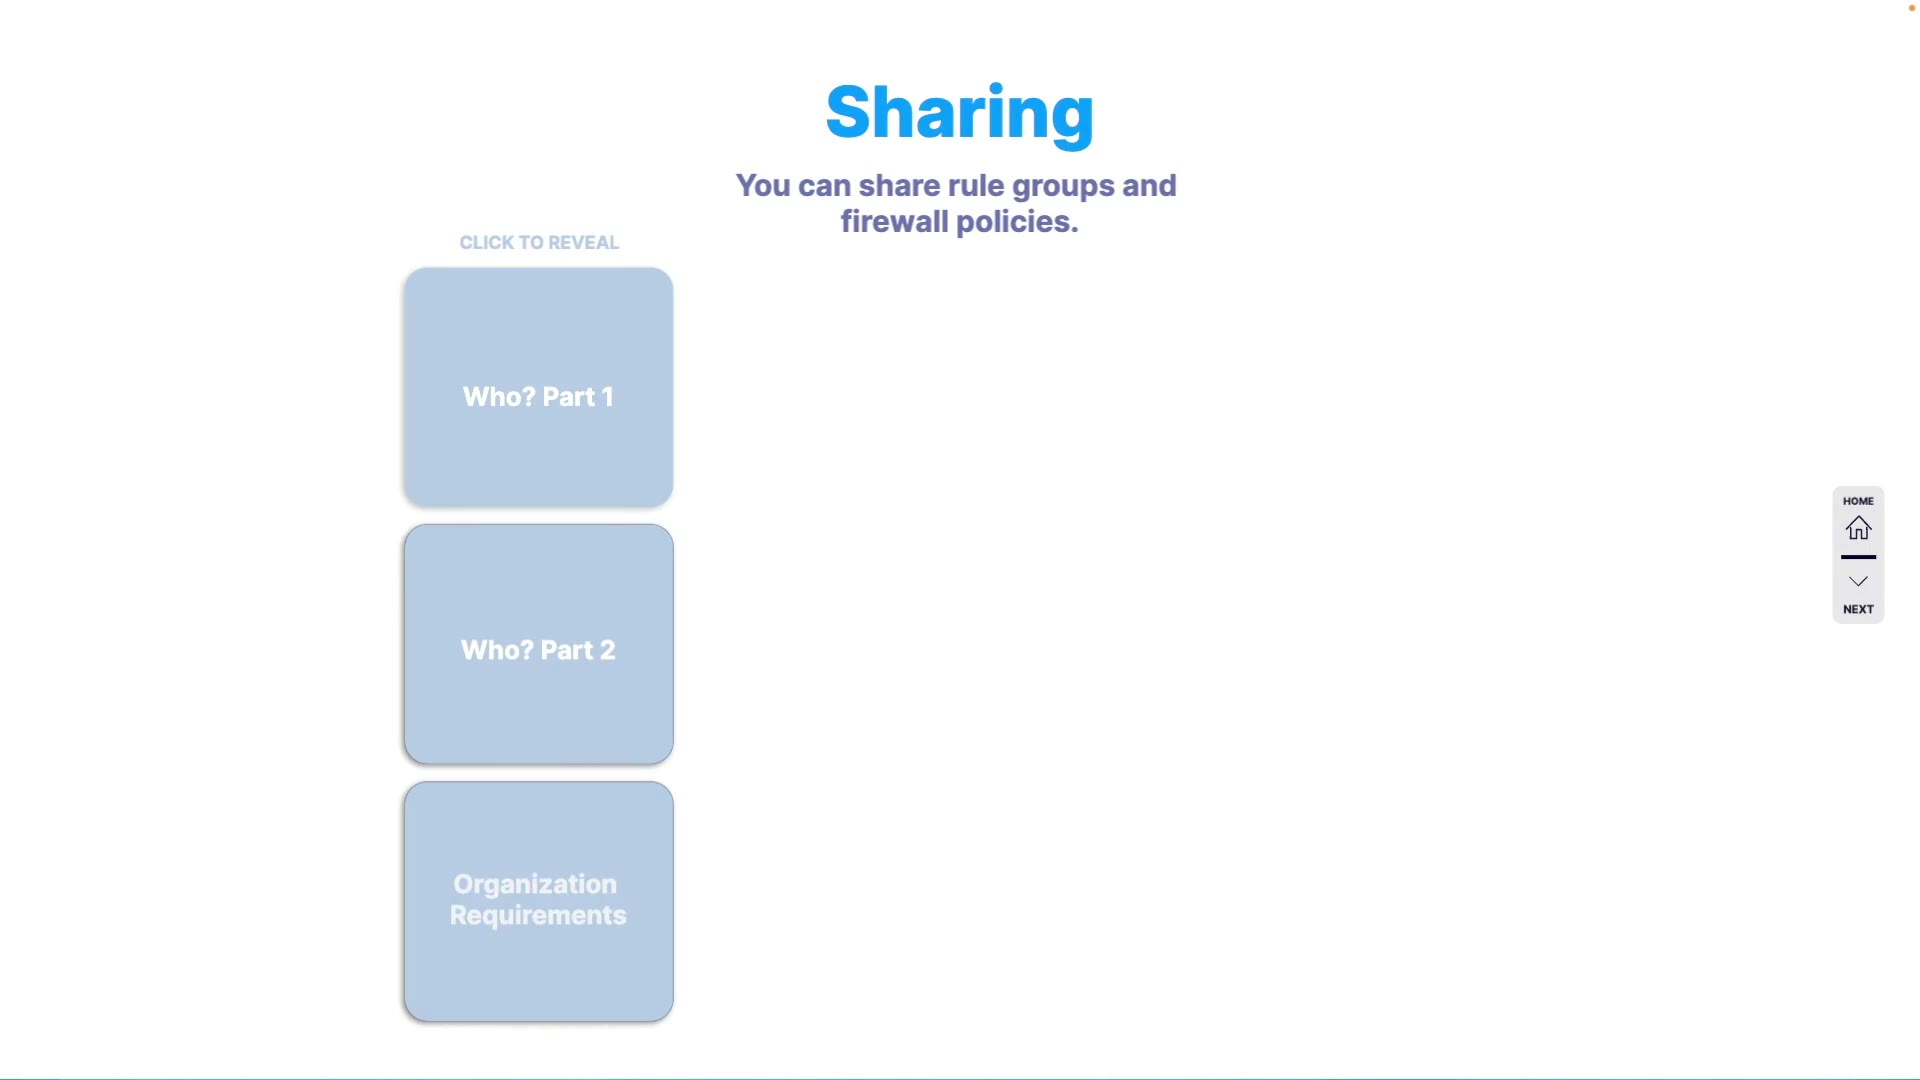 Sharing
You can share rule groups and
firewall policies.
CLICK TO REVEAL
Who? Part 1
Who? Part 2
Organization
Requirements
HOME
NEXT